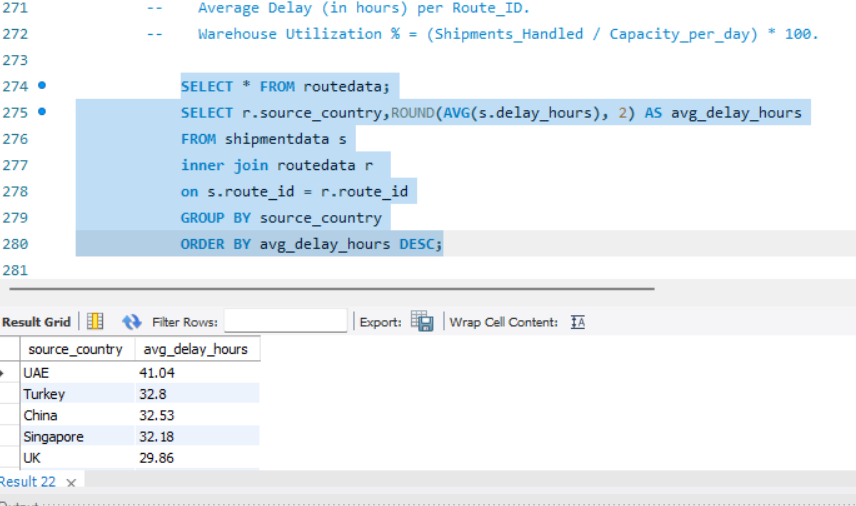 271 -- Average Delay (in hours) per Route_ID.
272 -- Warehouse Utilization % = (Shipments_Handled / Capacity_per_day) * 100.
273
274 SELECT * FROM routedata;
275 SELECT r.source_country,ROUND(AVG(s.delay_hours), 2) AS avg_delay_hours
276 FROM shipmentdata s
277 inner join routedata r
278 on s.route_id = r.route_id
279 GROUP BY source_country
280 ORDER BY avg_delay_hours DESC;
281
Result Grid Filter Rows: Export: Wrap Cell Content:
source_country avg_delay_hours
UAE 41.04
Turkey 32.8
China 32.53
Singapore 32.18
UK 29.86
Result 22 x